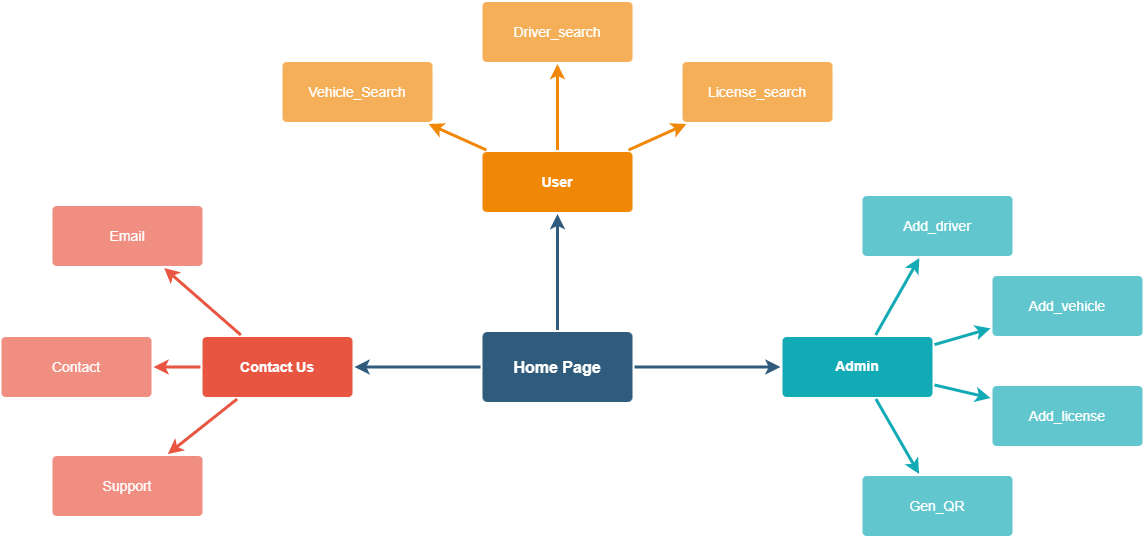 Driver_search
Vehicle_Search
License_search
User
Email
Add_driver
Add_vehicle
Contact
Contact Us
Home Page
Admin
Add_license
Support
Gen_QR